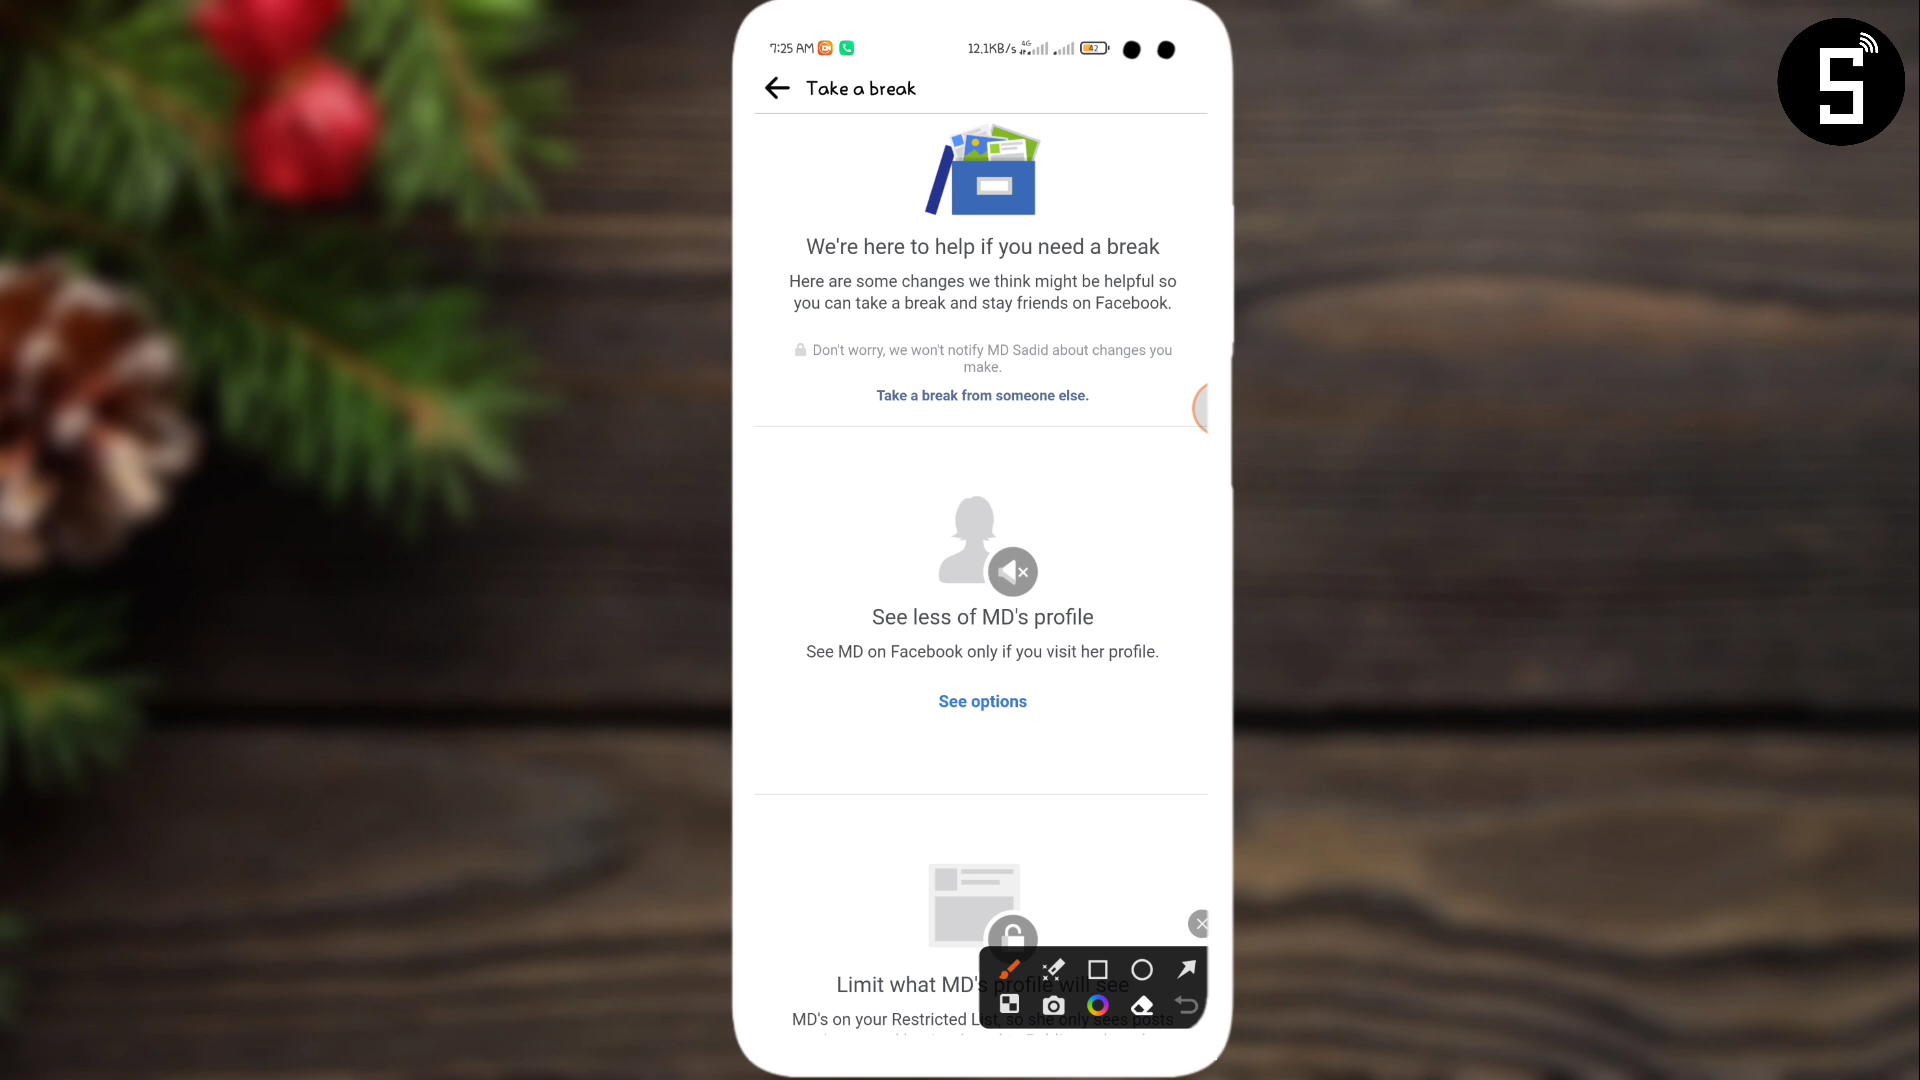 7:25 AM
12.1KB/s 4G 42
Take a break
We're here to help if you need a break
Here are some changes we think might be helpful so
you can take a break and stay friends on Facebook.
Don't worry, we won't notify MD Sadid about changes you
make.
Take a break from someone else.
See less of MD's profile
See MD on Facebook only if you visit her profile.
See options
Limit what MD's profile will see
MD's on your Restricted List, so she only sees posts
S